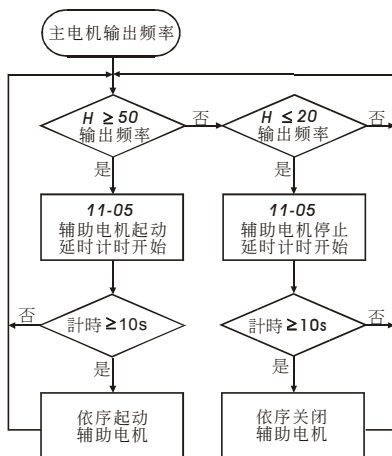 主电机输出频率
H ≥ 50
输出频率
否
H ≤ 20
输出频率
否
是
是
11-05
辅助电机起动
延时计时开始
11-05
辅助电机停止
延时计时开始
否
計時 ≥10s
計時 ≥10s
否
是
是
依序起动
辅助电机
依序关闭
辅助电机